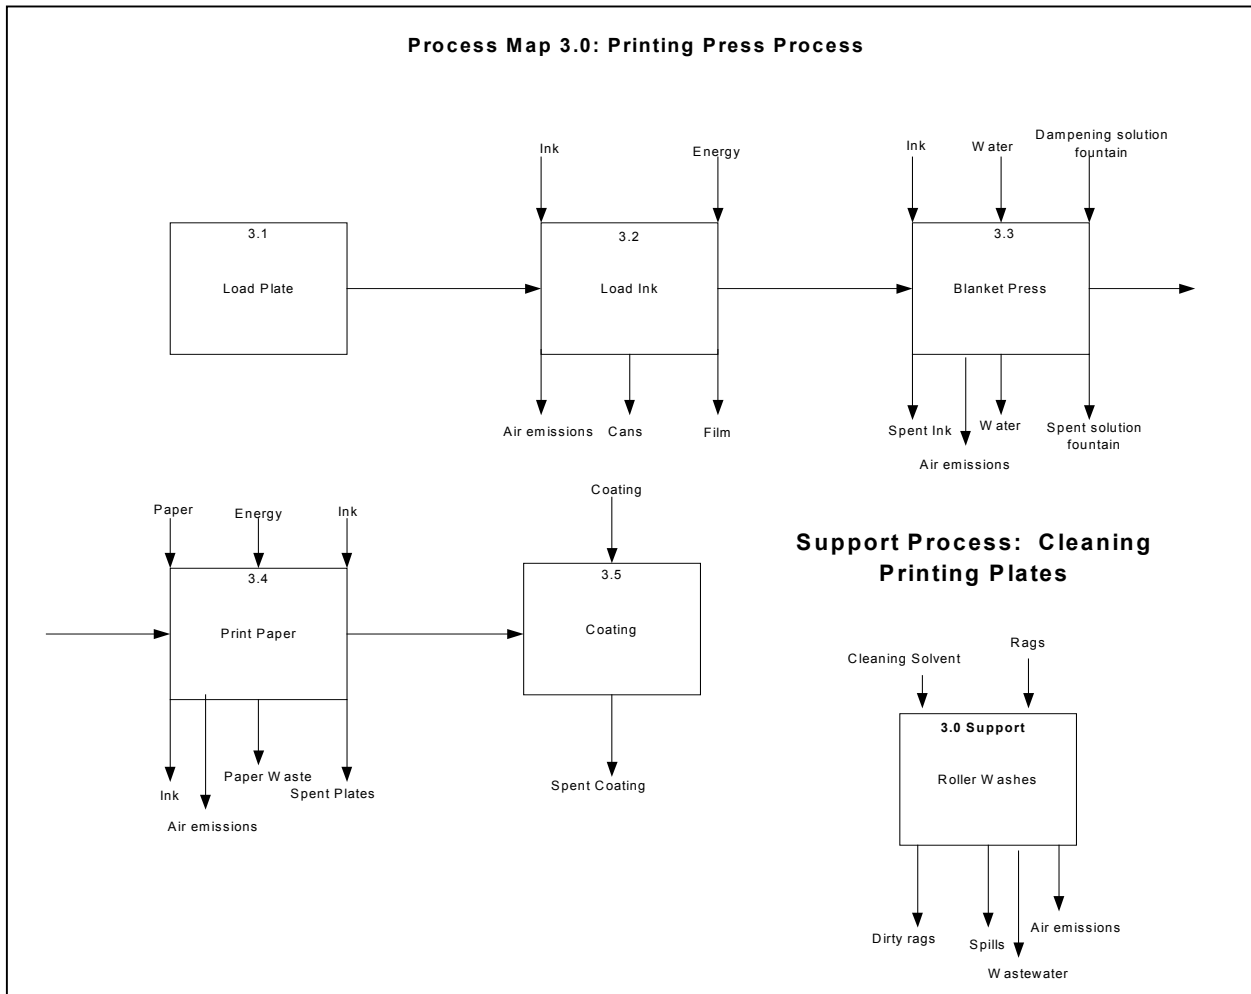 Process Map 3.0: Printing Press Process
Ink
Energy
Ink
Water
Dampening solution
fountain
3.1
Load Plate
3.2
Load Ink
3.3
Blanket Press
Air emissions
Cans
Film
Spent Ink
Air emissions
Water
Spent solution
fountain
Paper
Energy
Ink
Coating
3.4
Print Paper
3.5
Coating
Ink
Air emissions
Paper Waste
Spent Plates
Spent Coating
Support Process: Cleaning
Printing Plates
Cleaning Solvent
Rags
3.0 Support
Roller Washes
Dirty rags
Spills
Wastewater
Air emissions